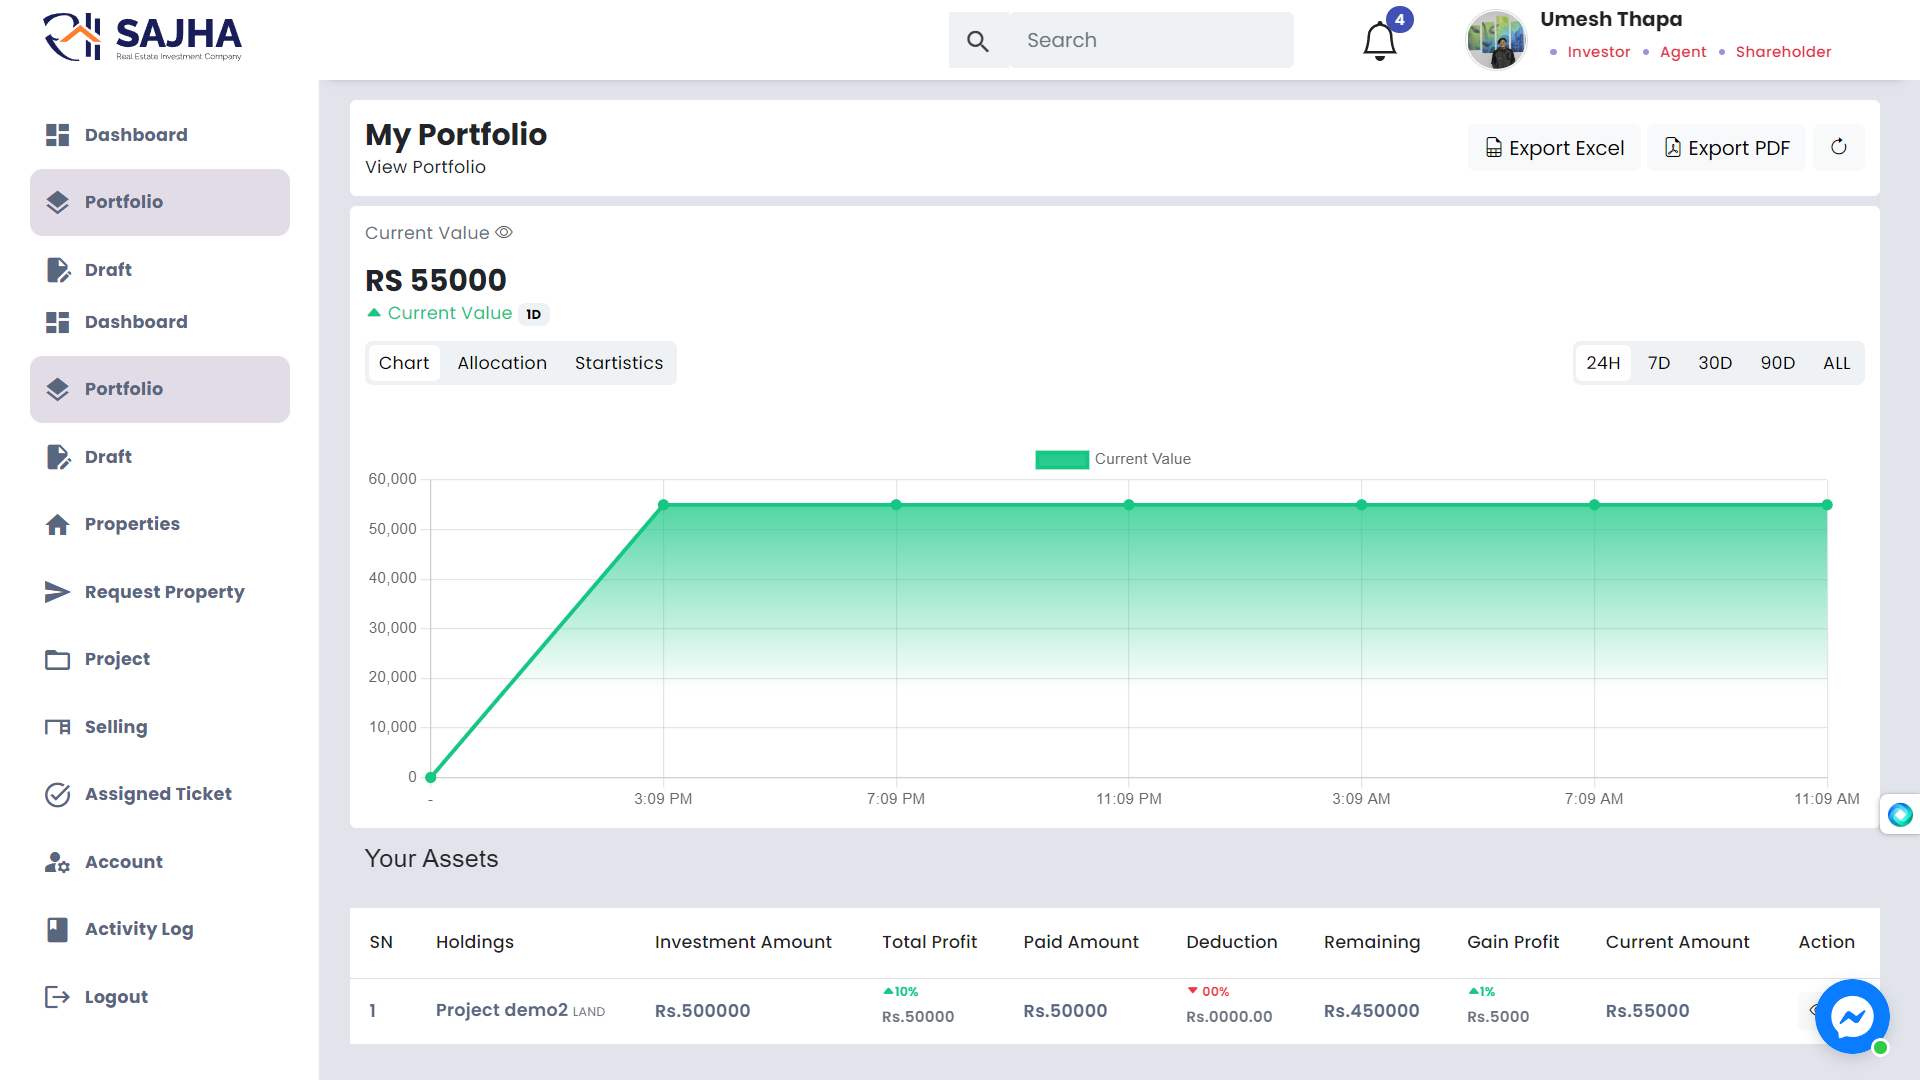 SAJHA
Real Estate Investment Company
Search
4
Umesh Thapa
Investor Agent Shareholder
Dashboard
Portfolio
Draft
Dashboard
Portfolio
Draft
Properties
Request Property
Project
Selling
Assigned Ticket
Account
Activity Log
Logout
My Portfolio
View Portfolio
Export Excel
Export PDF
Current Value
RS 55000
Current Value 1D
Chart Allocation Startistics
24H 7D 30D 90D ALL
Current Value
60,000
50,000
40,000
30,000
20,000
10,000
0
- 3:09 PM 7:09 PM 11:09 PM 3:09 AM 7:09 AM 11:09 AM
Your Assets
SN Holdings Investment Amount Total Profit Paid Amount Deduction Remaining Gain Profit Current Amount Action
10% 00% 1%
1 Project demo2 LAND Rs.500000 Rs.50000 Rs.50000 Rs.0000.00 Rs.450000 Rs.5000 Rs.55000